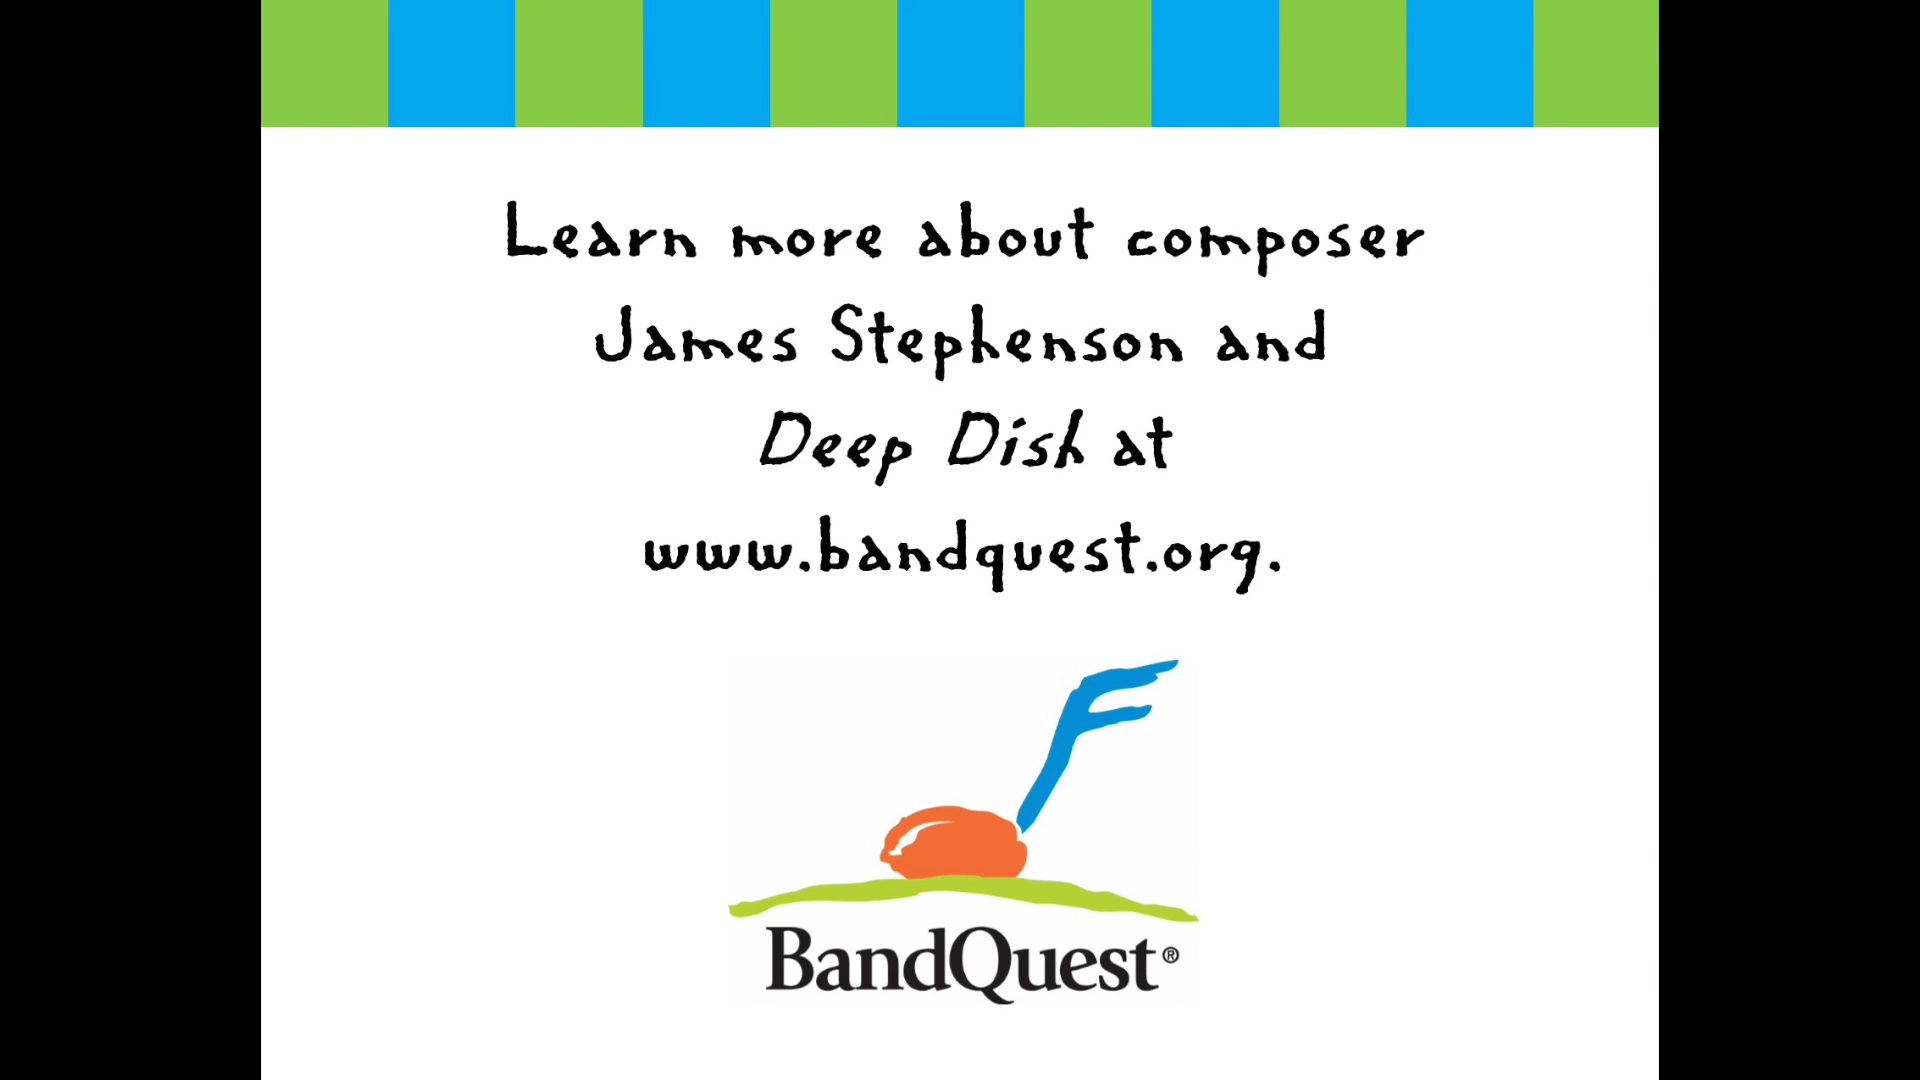 Learn more about composer
James Stephenson and
Deep Dish at
www.bandquest.org.
BandQuest®